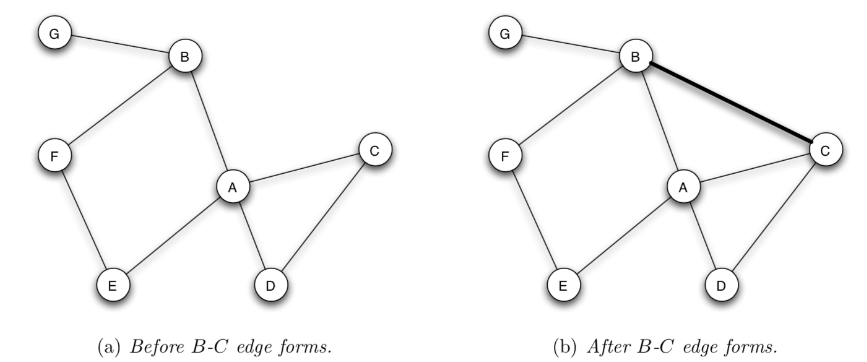 G
B
F
C
A
E
D
(a) Before B-C edge forms.
G
B
F
C
A
E
D
(b) After B-C edge forms.